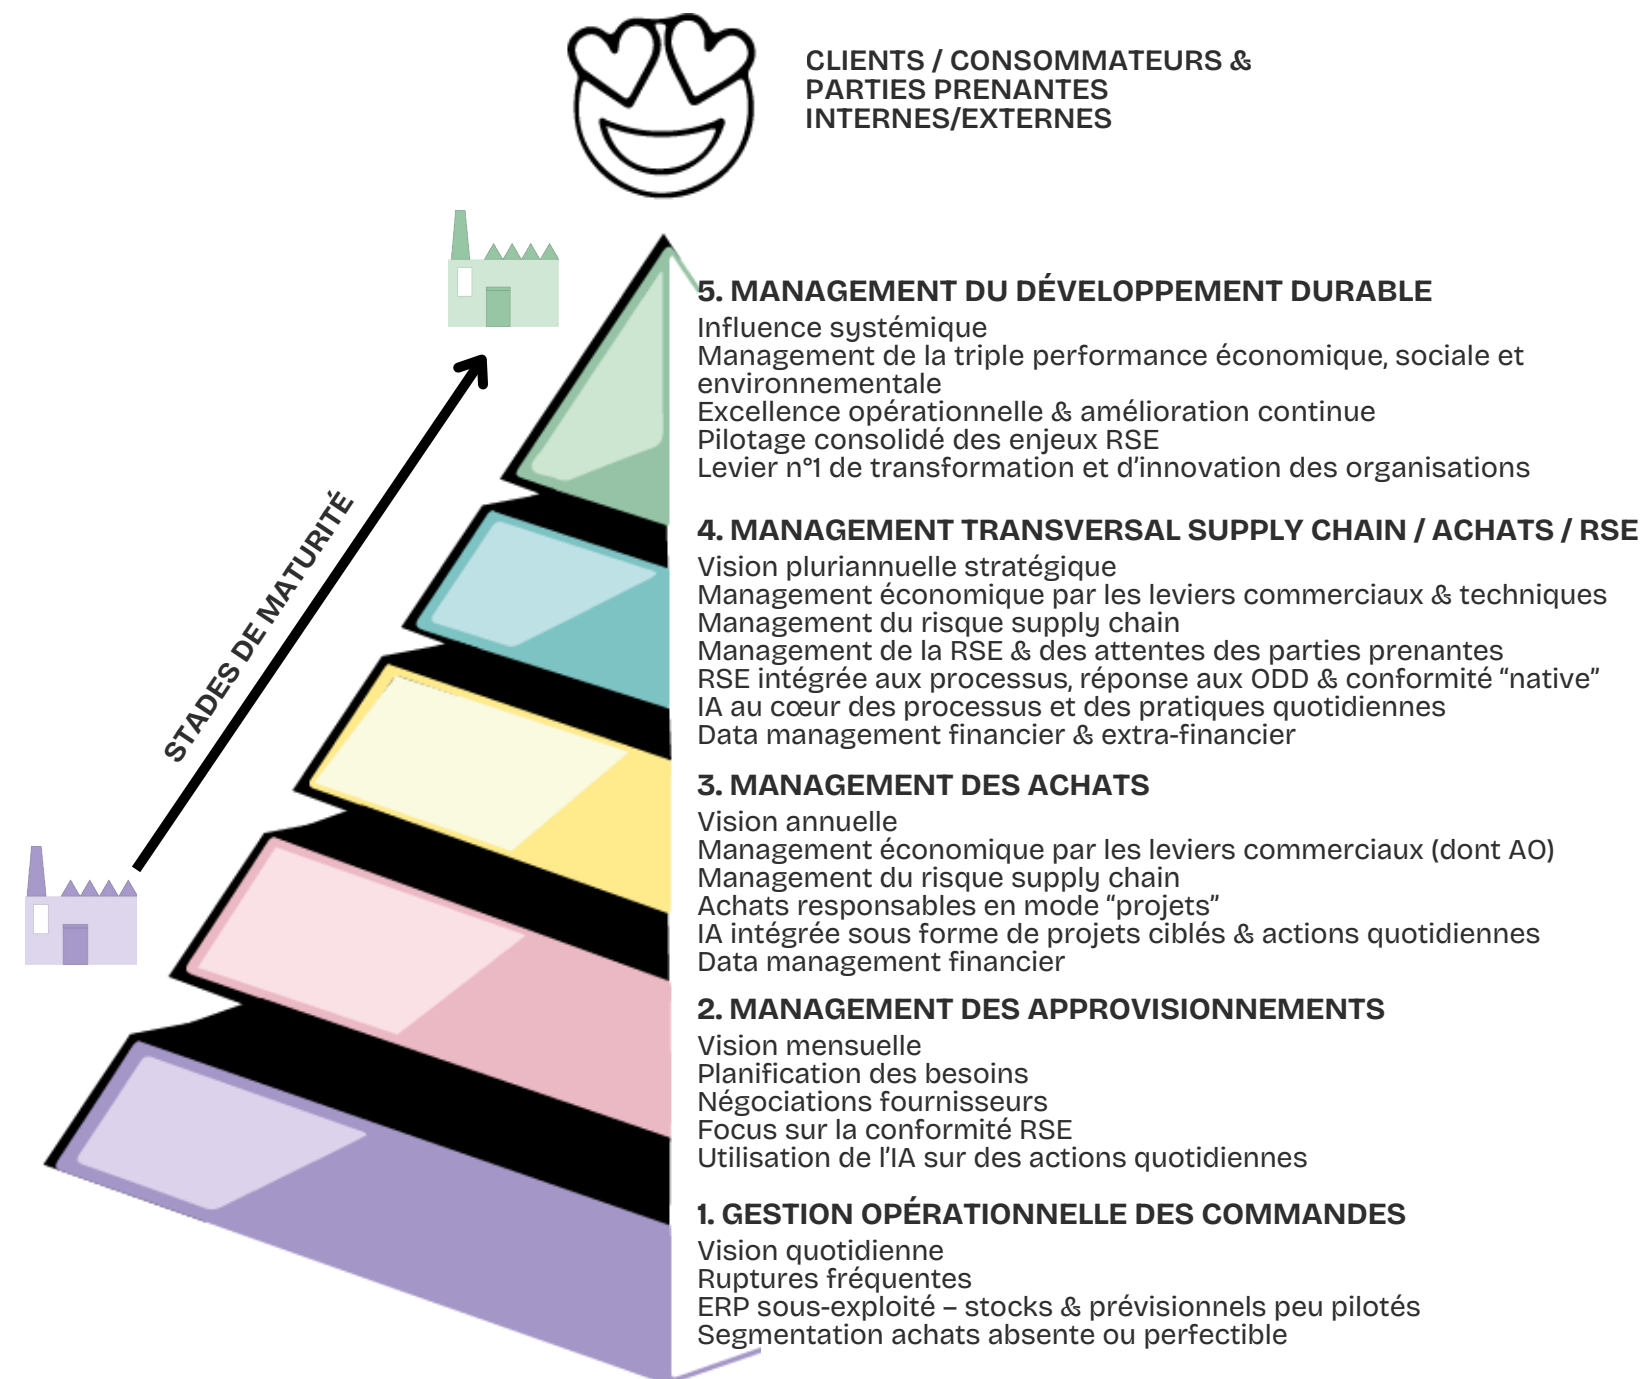 CLIENTS / CONSOMMATEURS &
PARTIES PRENANTES
INTERNES/EXTERNES
STADES DE MATURITÉ
5. MANAGEMENT DU DÉVELOPPEMENT DURABLE
Influence systémique
Management de la triple performance économique, sociale et
environnementale
Excellence opérationnelle & amélioration continue
Pilotage consolidé des enjeux RSE
Levier n°1 de transformation et d’innovation des organisations
4. MANAGEMENT TRANSVERSAL SUPPLY CHAIN / ACHATS / RSE
Vision pluriannuelle stratégique
Management économique par les leviers commerciaux & techniques
Management du risque supply chain
Management de la RSE & des attentes des parties prenantes
RSE intégrée aux processus, réponse aux ODD & conformité “native”
IA au cœur des processus et des pratiques quotidiennes
Data management financier & extra-financier
3. MANAGEMENT DES ACHATS
Vision annuelle
Management économique par les leviers commerciaux (dont AO)
Management du risque supply chain
Achats responsables en mode “projets”
IA intégrée sous forme de projets ciblés & actions quotidiennes
Data management financier
2. MANAGEMENT DES APPROVISIONNEMENTS
Vision mensuelle
Planification des besoins
Négociations fournisseurs
Focus sur la conformité RSE
Utilisation de l’IA sur des actions quotidiennes
1. GESTION OPÉRATIONNELLE DES COMMANDES
Vision quotidienne
Ruptures fréquentes
ERP sous-exploité – stocks & prévisionnels peu pilotés
Segmentation achats absente ou perfectible